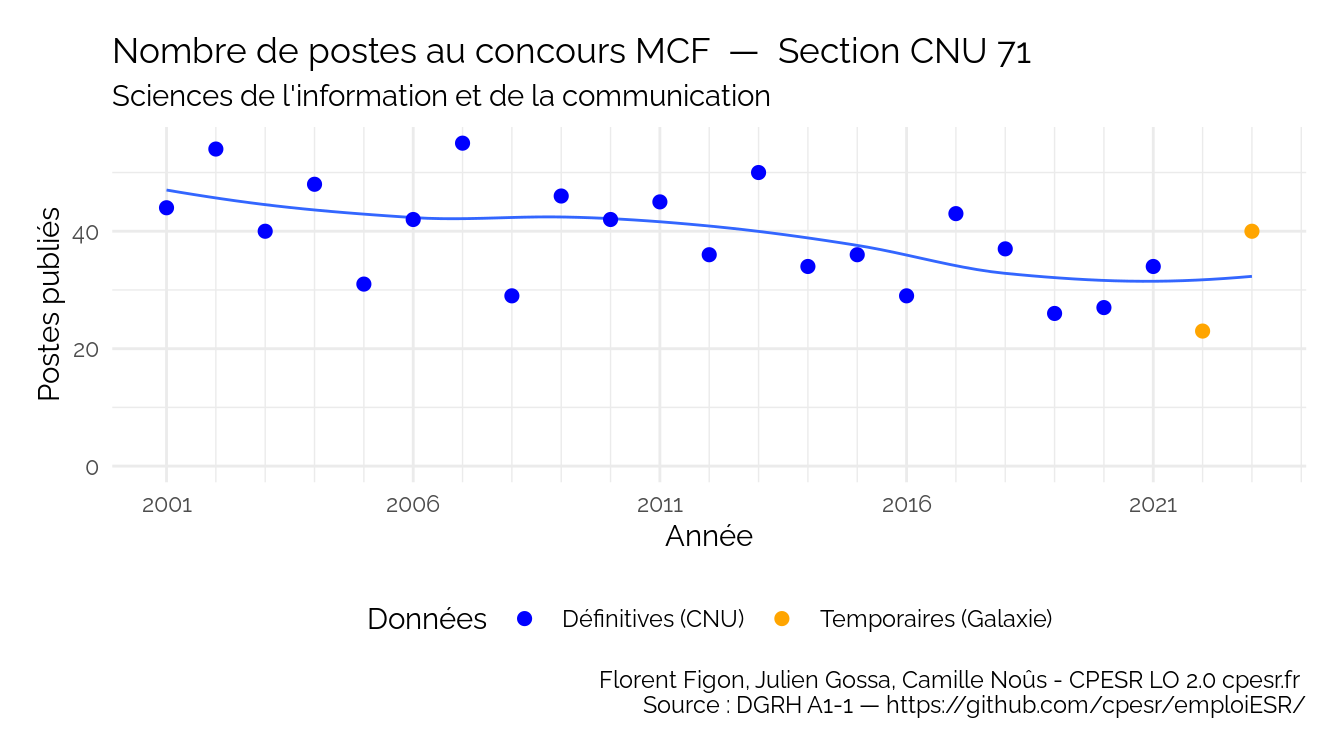 Nombre de postes au concours MCF — Section CNU 71
Sciences de l'information et de la communication
Postes publiés
40
20
0
2001 2006 2011 2016 2021
Année
Données Définitives (CNU) Temporaires (Galaxie)
Florent Figon, Julien Gossa, Camille Noûs - CPESR LO 2.0 cpesr.fr
Source : DGRH A1-1 — https://github.com/cpesr/emploiESR/